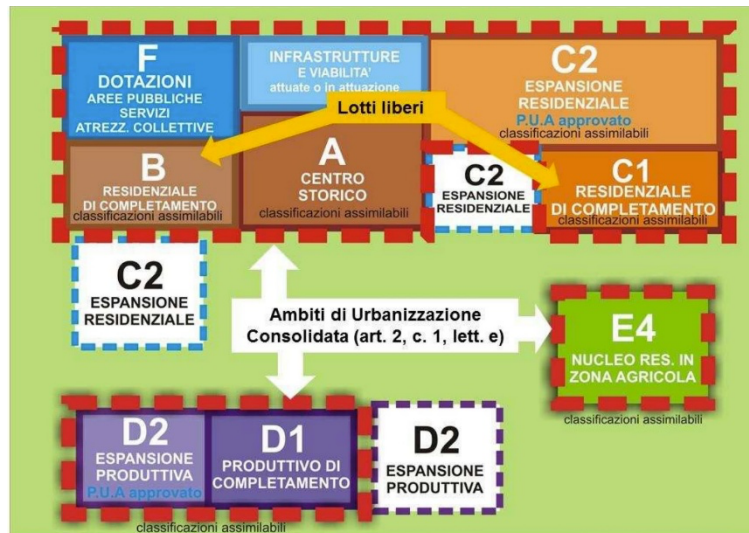 F
DOTAZIONI
AREE PUBBLICHE
SERVIZI
ATREZZ. COLLETTIVE
INFRASTRUTTURE
E VIABILITA'
attuate o in attuazione
C2
ESPANSIONE
RESIDENZIALE
P.U.A approvato
classificazioni assimilabili
Lotti liberi
B
RESIDENZIALE
DI COMPLETAMENTO
classificazioni assimilabili
A
CENTRO
STORICO
classificazioni assimilabili
C2
ESPANSIONE
RESIDENZIALE
C1
RESIDENZIALE
DI COMPLETAMENTO
classificazioni assimilabili
C2
ESPANSIONE
RESIDENZIALE
Ambiti di Urbanizzazione
Consolidata (art. 2, c. 1, lett. e)
E4
NUCLEO RES. IN
ZONA AGRICOLA
classificazioni assimilabili
D2
ESPANSIONE
PRODUTTIVA
P.U.A approvato
D1
PRODUTTIVO DI
COMPLETAMENTO
classificazioni assimilabili
D2
ESPANSIONE
PRODUTTIVA